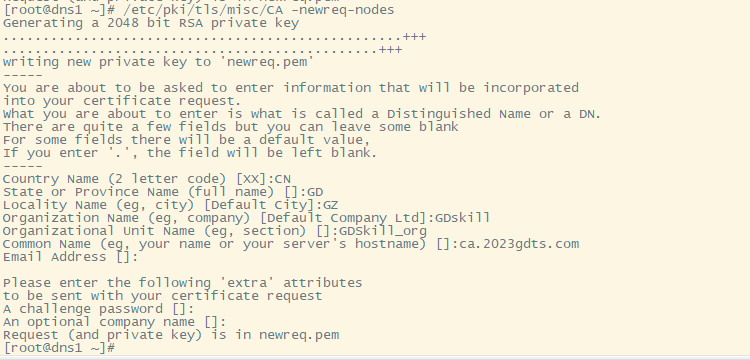 Request (and private key) is in newreq.pem
[root@dns1 ~]# /etc/pki/tls/misc/CA -newreq-nodes
Generating a 2048 bit RSA private key
..................................................+++
...............................................+++
writing new private key to 'newreq.pem'
-----
You are about to be asked to enter information that will be incorporated
into your certificate request.
What you are about to enter is what is called a Distinguished Name or a DN.
There are quite a few fields but you can leave some blank
For some fields there will be a default value,
If you enter '.', the field will be left blank.
-----
Country Name (2 letter code) [XX]:CN
State or Province Name (full name) []:GD
Locality Name (eg, city) [Default City]:GZ
Organization Name (eg, company) [Default Company Ltd]:GDskill
Organizational Unit Name (eg, section) []:GDSkill_org
Common Name (eg, your name or your server's hostname) []:ca.2023gdts.com
Email Address []:
Please enter the following 'extra' attributes
to be sent with your certificate request
A challenge password []:
An optional company name []:
Request (and private key) is in newreq.pem
[root@dns1 ~]#